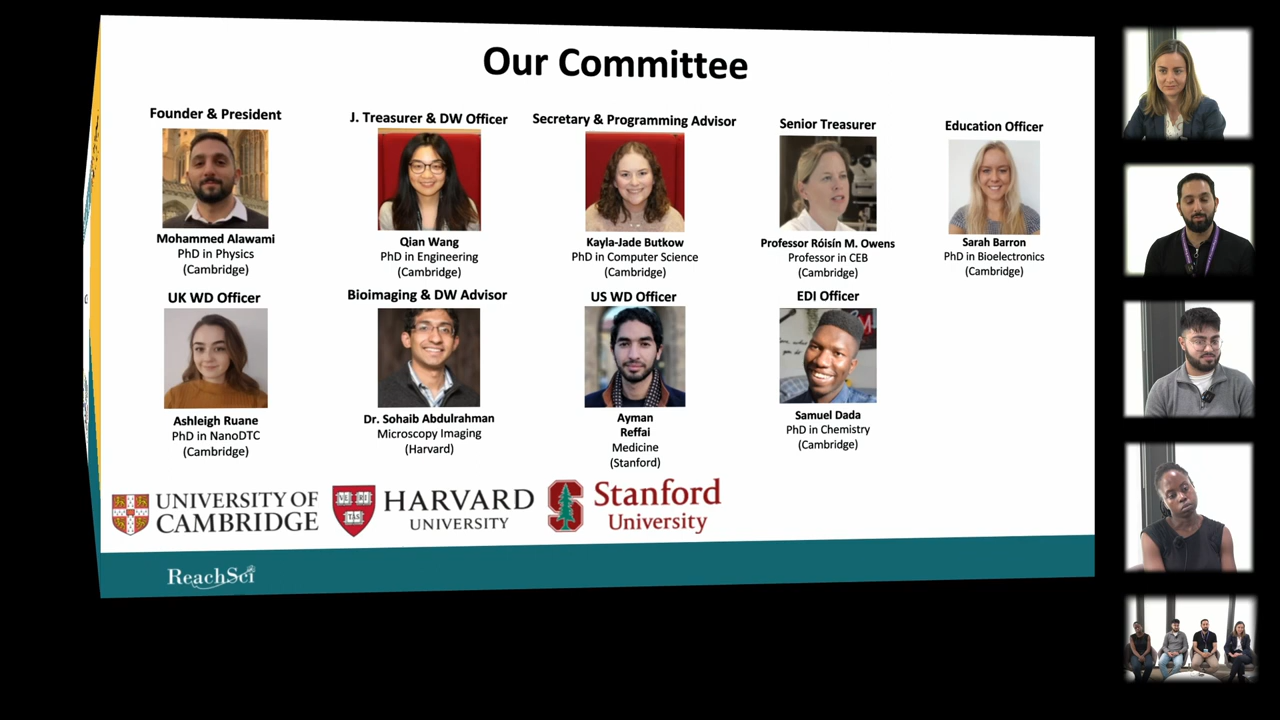 Our Committee
Founder & President
Mohammed Alawami
PhD in Physics
(Cambridge)
J. Treasurer & DW Officer
Qian Wang
PhD in Engineering
(Cambridge)
Secretary & Programming Advisor
Kayla-Jade Butkow
PhD in Computer Science
(Cambridge)
Senior Treasurer
Professor Róisín M. Owens
Professor in CEB
(Cambridge)
Education Officer
Sarah Barron
PhD in Bioelectronics
(Cambridge)
UK WD Officer
Ashleigh Ruane
PhD in NanoDTC
(Cambridge)
Bioimaging & DW Advisor
Dr. Sohaib Abdulrahman
Microscopy Imaging
(Harvard)
US WD Officer
Ayman
Reffai
Medicine
(Stanford)
EDI Officer
Samuel Dada
PhD in Chemistry
(Cambridge)
UNIVERSITY OF
CAMBRIDGE
VE RI
TAS
HARVARD
UNIVERSITY
S
Stanford
University
ReachSci